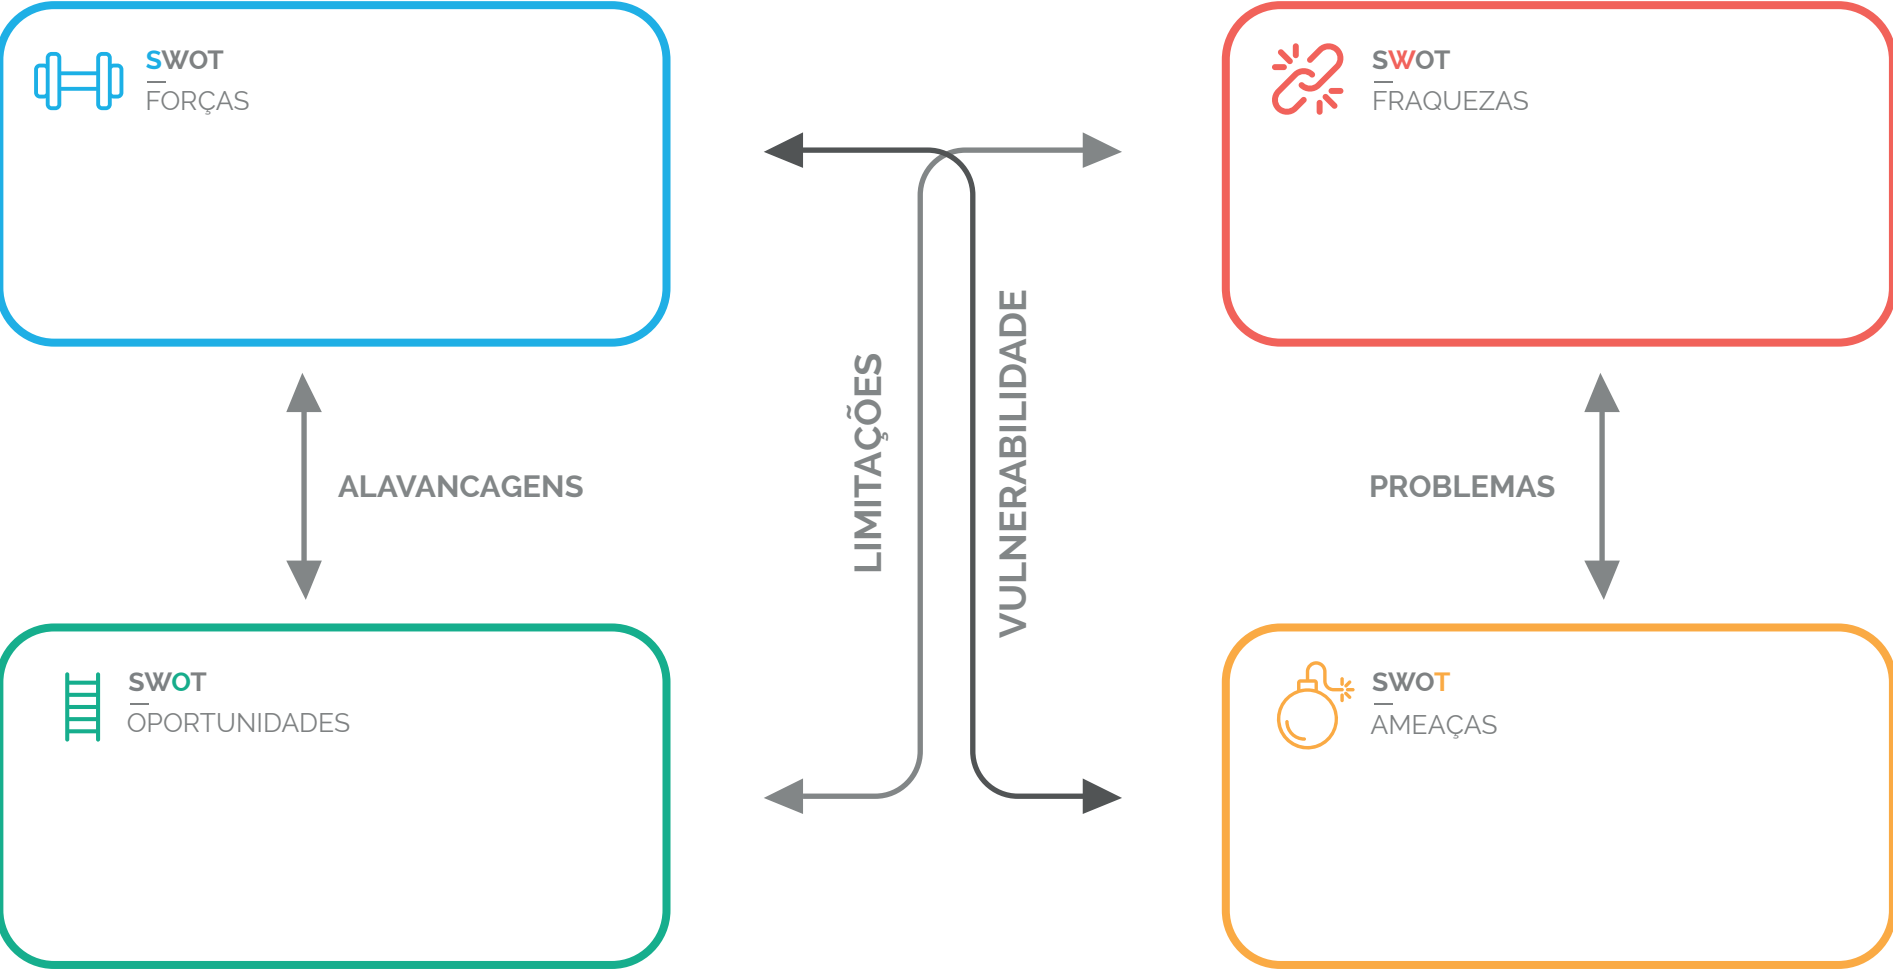 SWOT
FORÇAS
SWOT
FRAQUEZAS
LIMITAÇÕES
VULNERABILIDADE
ALAVANCAGENS
PROBLEMAS
SWOT
OPORTUNIDADES
SWOT
AMEAÇAS